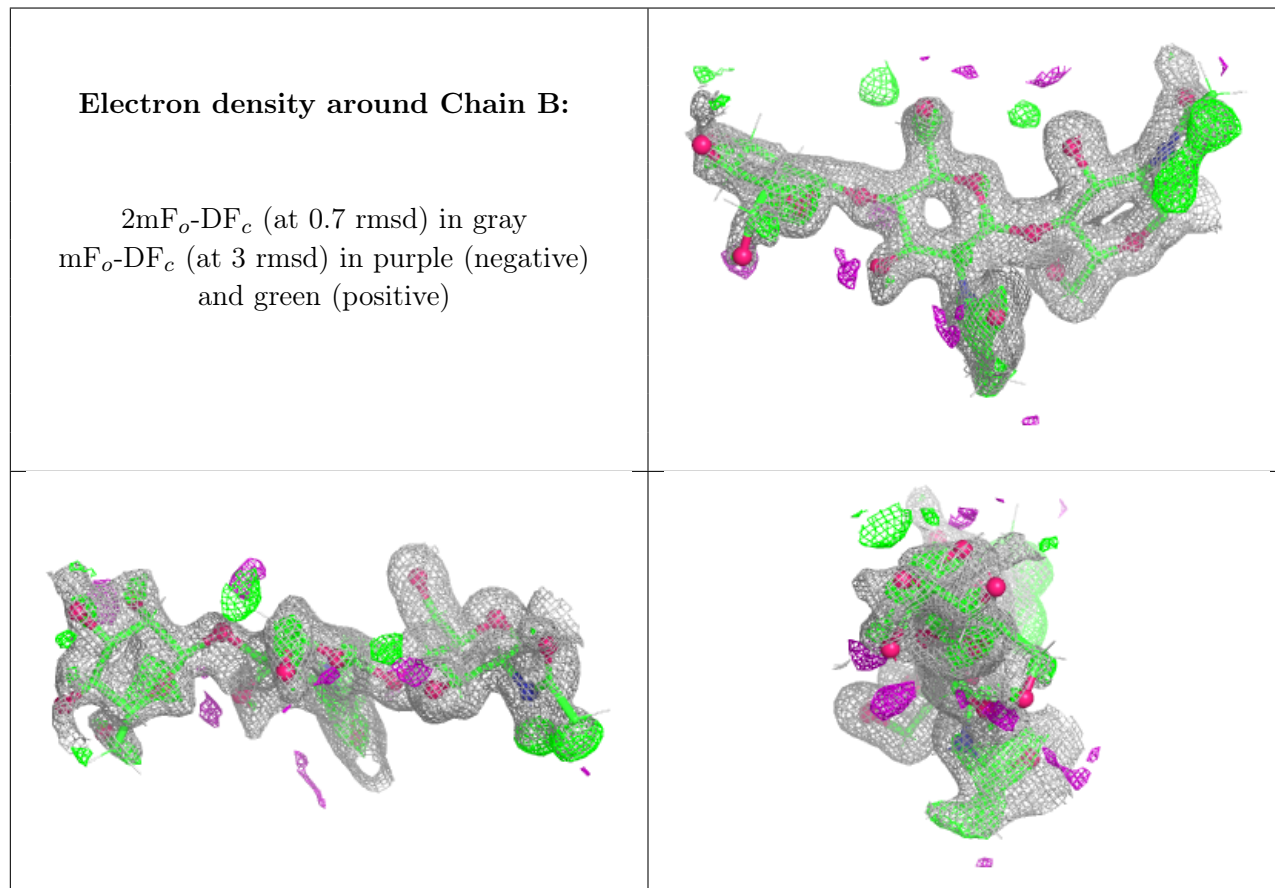 Electron density around Chain B:
2mFₒ-DF𝒸 (at 0.7 rmsd) in gray
mFₒ-DF𝒸 (at 3 rmsd) in purple (negative)
and green (positive)